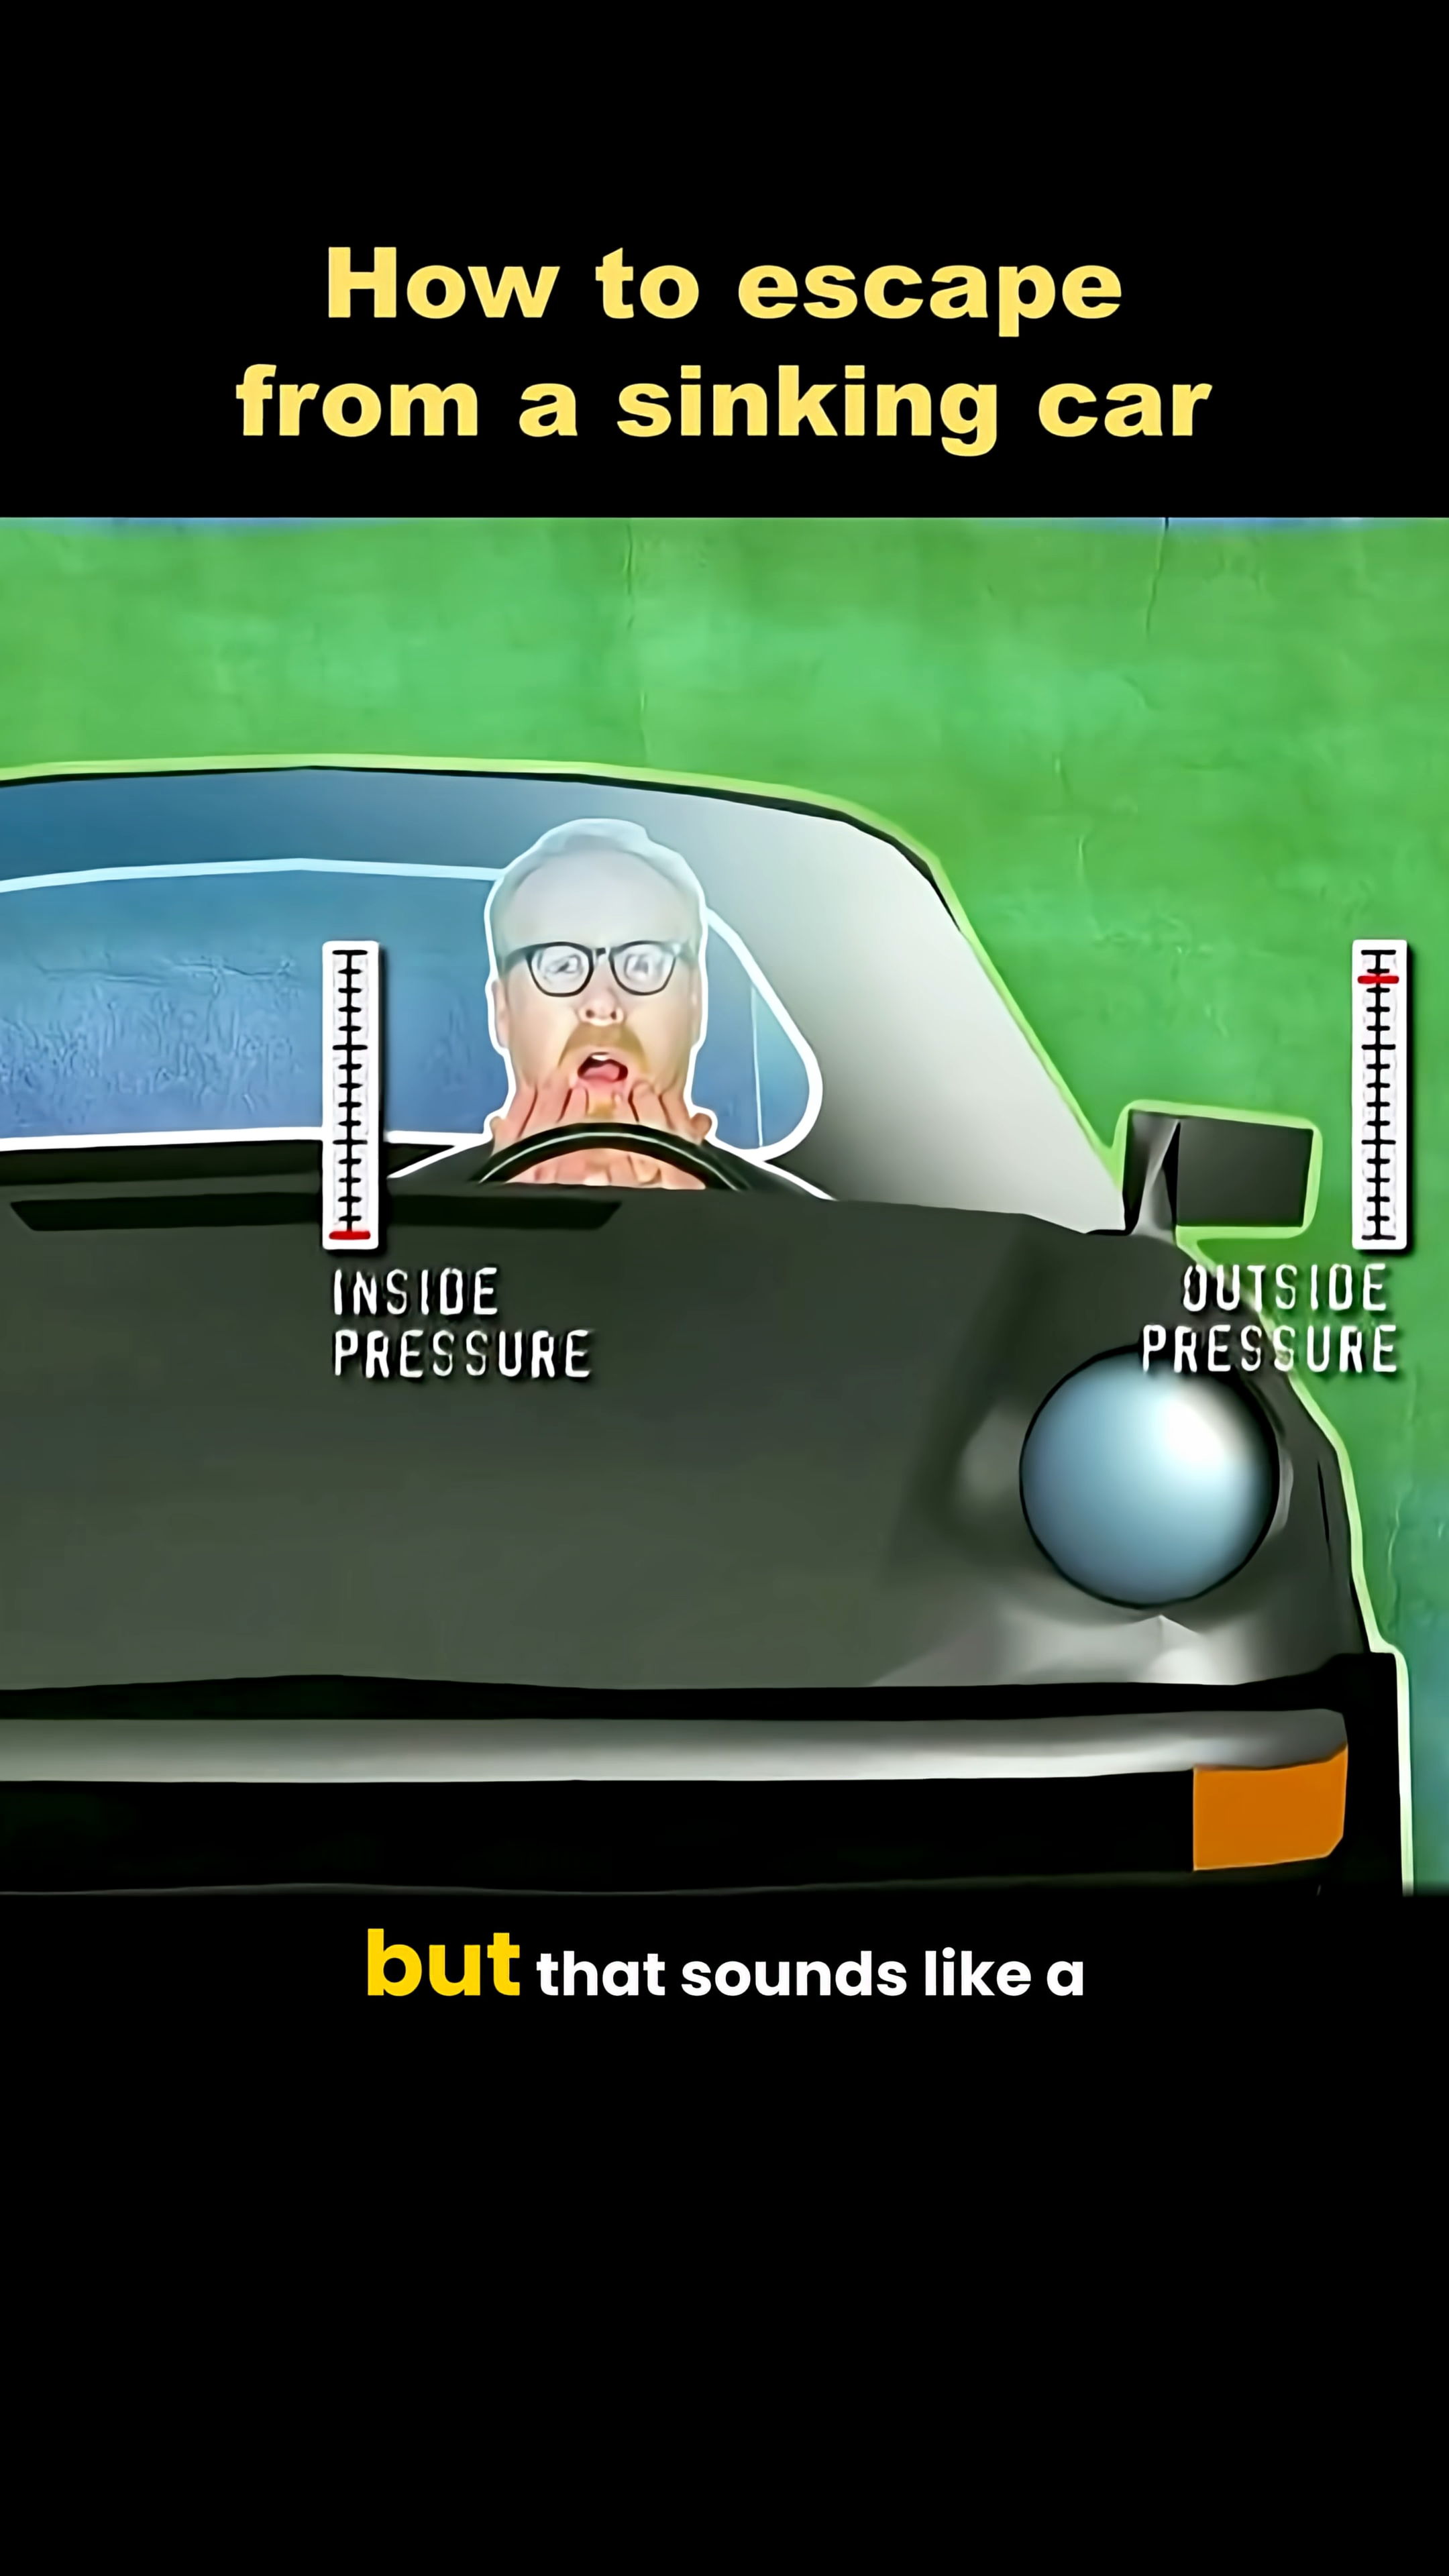 How to escape
from a sinking car
INSIDE
PRESSURE
OUTSIDE
PRESSURE
but that sounds like a